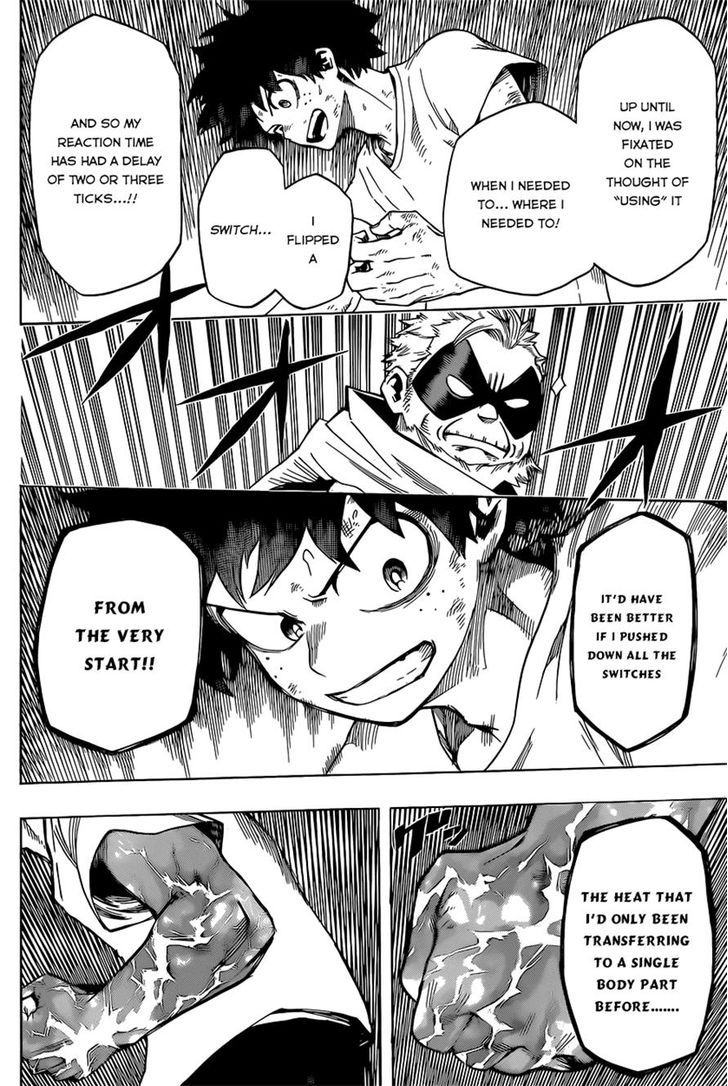 UP UNTIL
NOW, I WAS
FIXATED
ON THE
THOUGHT OF
"USING" IT
WHEN I NEEDED
TO... WHERE I
NEEDED TO!
I
FLIPPED
A
SWITCH...
AND SO MY
REACTION TIME
HAS HAD A DELAY
OF TWO OR THREE
TICKS...!!
IT'D HAVE
BEEN BETTER
IF I PUSHED
DOWN ALL THE
SWITCHES
FROM
THE VERY
START!!
THE HEAT THAT
I'D ONLY BEEN
TRANSFERRING
TO A SINGLE
BODY PART
BEFORE.......